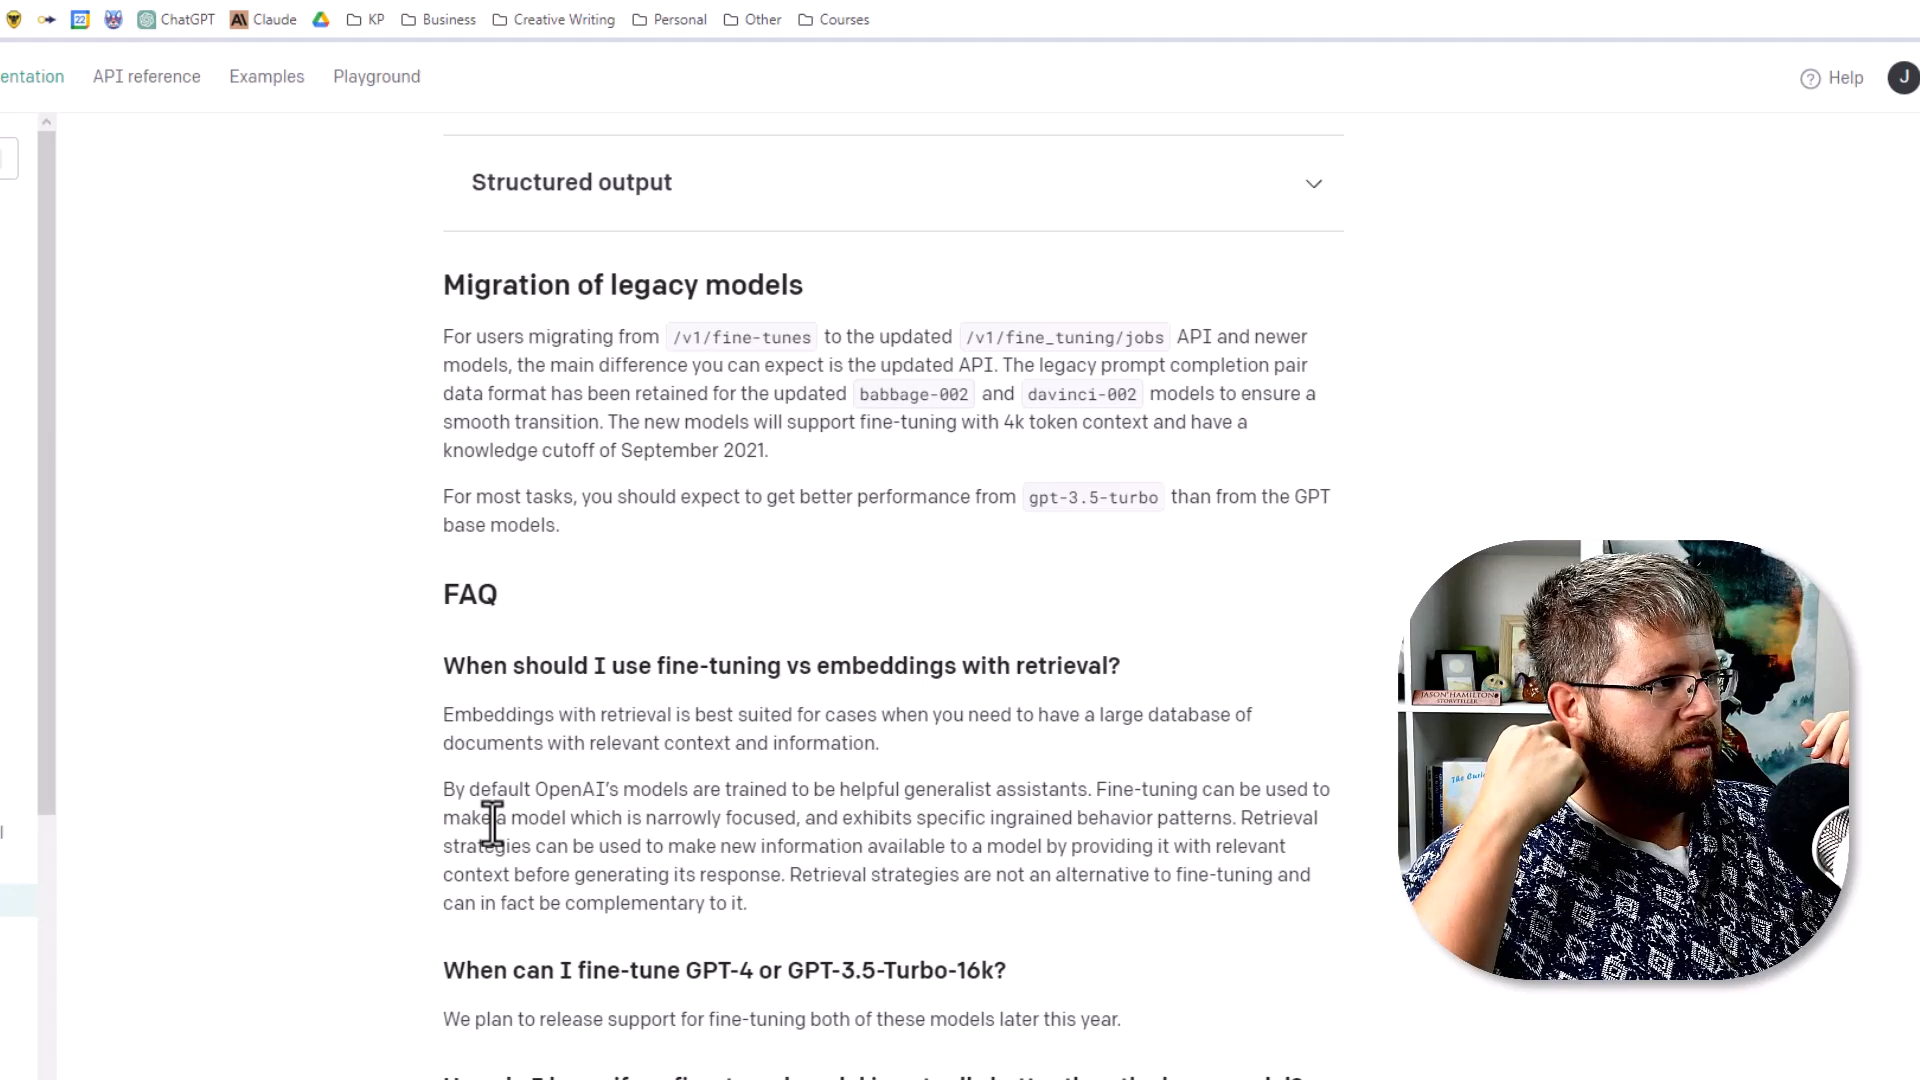 22 ChatGPT A\ Claude KP Business Creative Writing Personal Other Courses
entation API reference Examples Playground Help J
Structured output
Migration of legacy models
For users migrating from /v1/fine-tunes to the updated /v1/fine_tuning/jobs API and newer
models, the main difference you can expect is the updated API. The legacy prompt completion pair
data format has been retained for the updated babbage-002 and davinci-002 models to ensure a
smooth transition. The new models will support fine-tuning with 4k token context and have a
knowledge cutoff of September 2021.
For most tasks, you should expect to get better performance from gpt-3.5-turbo than from the GPT
base models.
FAQ
When should I use fine-tuning vs embeddings with retrieval?
Embeddings with retrieval is best suited for cases when you need to have a large database of
documents with relevant context and information.
By default OpenAI's models are trained to be helpful generalist assistants. Fine-tuning can be used to
make a model which is narrowly focused, and exhibits specific ingrained behavior patterns. Retrieval
strategies can be used to make new information available to a model by providing it with relevant
context before generating its response. Retrieval strategies are not an alternative to fine-tuning and
can in fact be complementary to it.
When can I fine-tune GPT-4 or GPT-3.5-Turbo-16k?
We plan to release support for fine-tuning both of these models later this year.
JASON HAMILTON
STORYTELLER
The